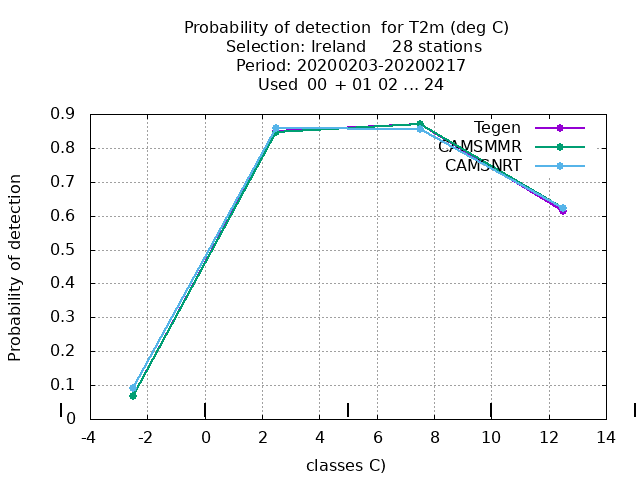 Probability of detection  for T2m (deg C)
Selection: Ireland     28 stations
Period: 20200203-20200217
Used  00  + 01 02 ... 24
Probability of detection
0.9
0.8
0.7
0.6
0.5
0.4
0.3
0.2
0.1
0
Tegen
CAMSMMR
CAMSNRT
-4 -2 0 2 4 6 8 10 12 14
classes C)